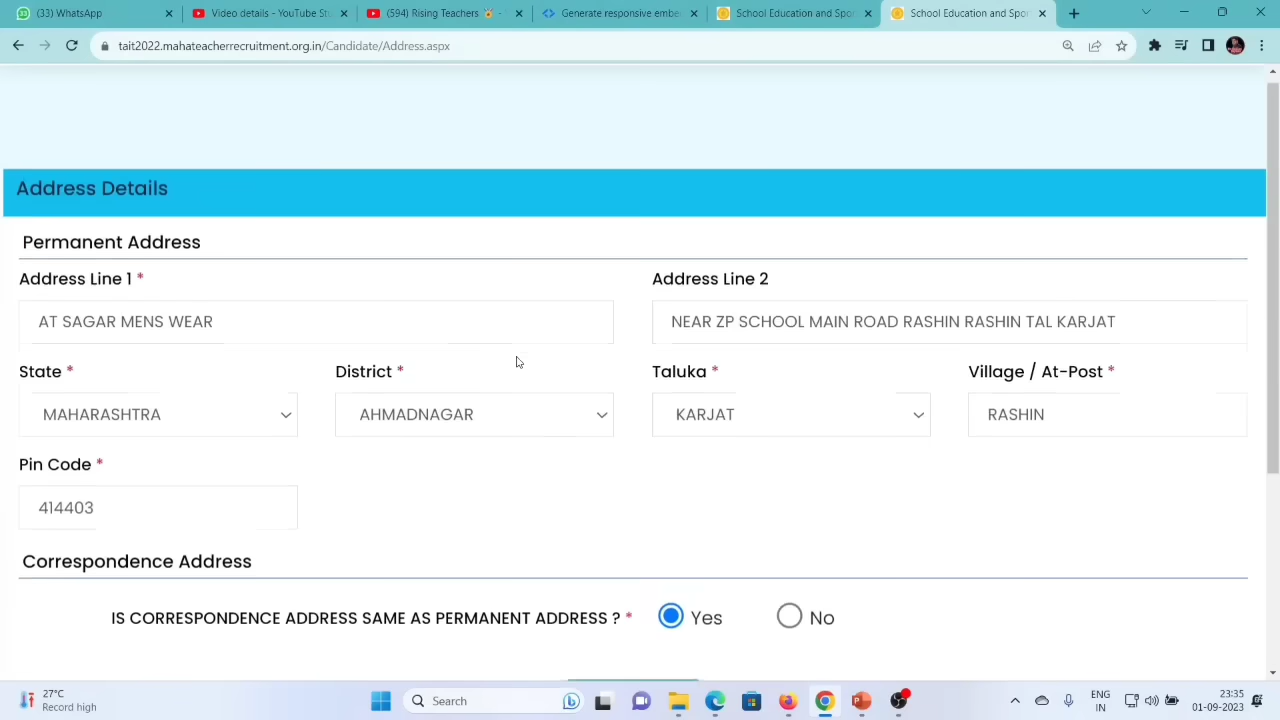 (33) WhatsApp
Video details - YouTube Stu
(594) Rising Teachers
Generate responsive embe
School Education and Spo
School Education and Spor
tait2022.mahateacherrecruitment.org.in/Candidate/Address.aspx
Address Details
Permanent Address
Address Line 1 * Address Line 2
AT SAGAR MENS WEAR NEAR ZP SCHOOL MAIN ROAD RASHIN RASHIN TAL KARJAT
State * District * Taluka * Village / At-Post *
MAHARASHTRA AHMADNAGAR KARJAT RASHIN
Pin Code *
414403
Correspondence Address
IS CORRESPONDENCE ADDRESS SAME AS PERMANENT ADDRESS ? * Yes No
27°C
Record high
Search
ENG
IN
23:35
01-09-2023